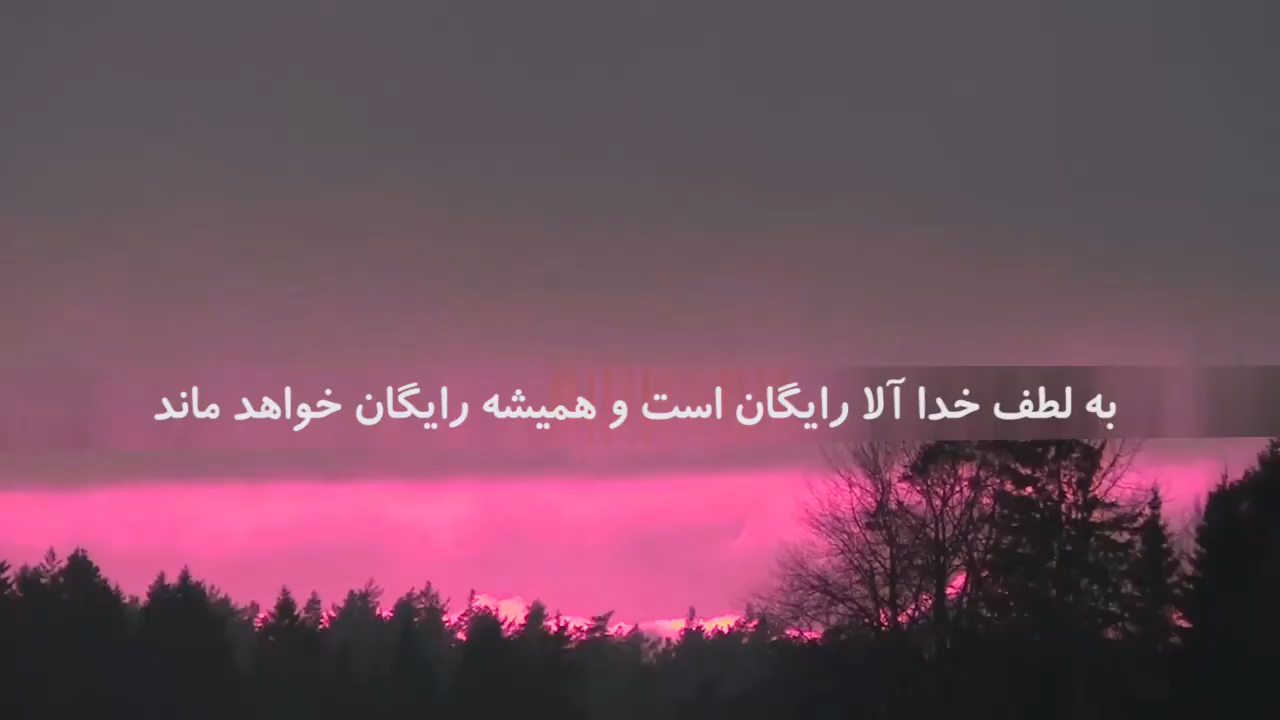 به لطف خدا آلا رایگان است و همیشه رایگان خواهد ماند